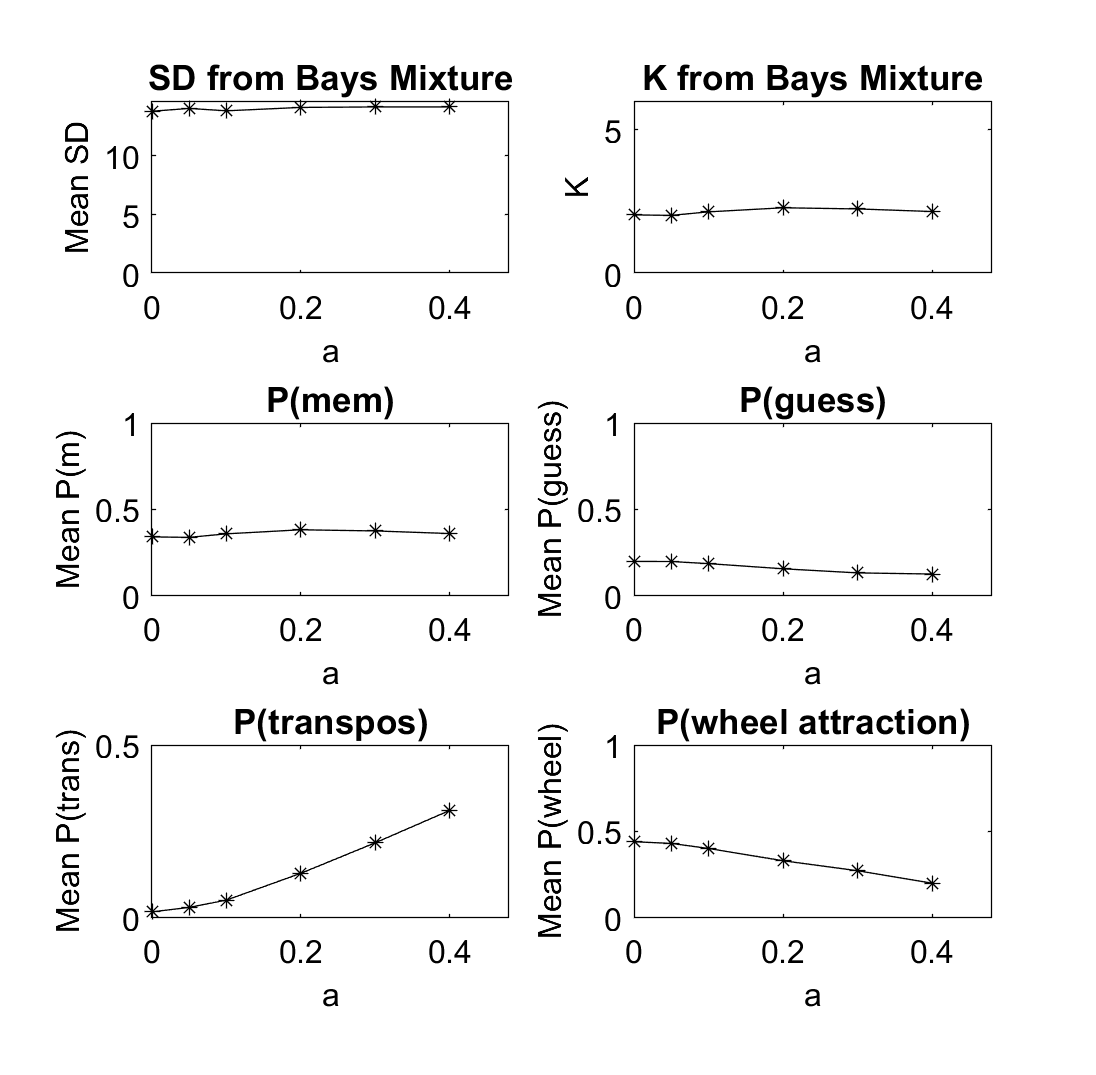 SD from Bays Mixture
Mean SD
10
5
0
0 0.2 0.4
a
K from Bays Mixture
K
5
0
0 0.2 0.4
a
P(mem)
Mean P(m)
1
0.5
0
0 0.2 0.4
a
P(guess)
Mean P(guess)
1
0.5
0
0 0.2 0.4
a
P(transpos)
Mean P(trans)
0.5
0
0 0.2 0.4
a
P(wheel attraction)
Mean P(wheel)
1
0.5
0
0 0.2 0.4
a